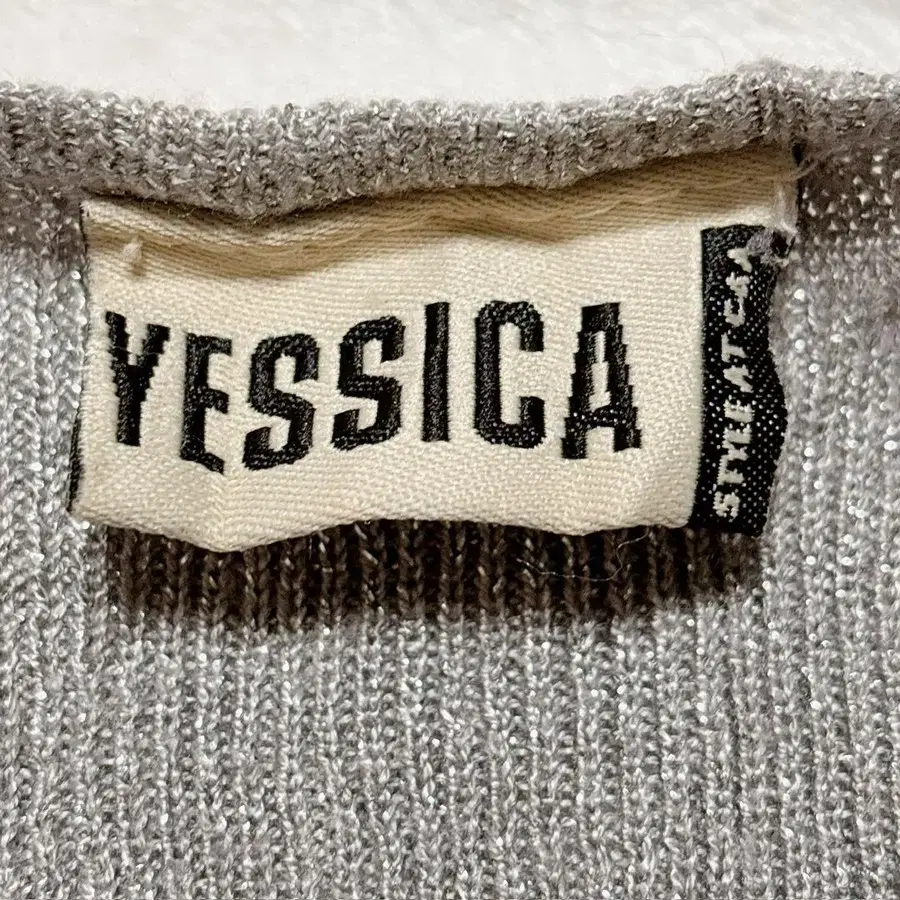 YESSICA
STYLE AT C&A